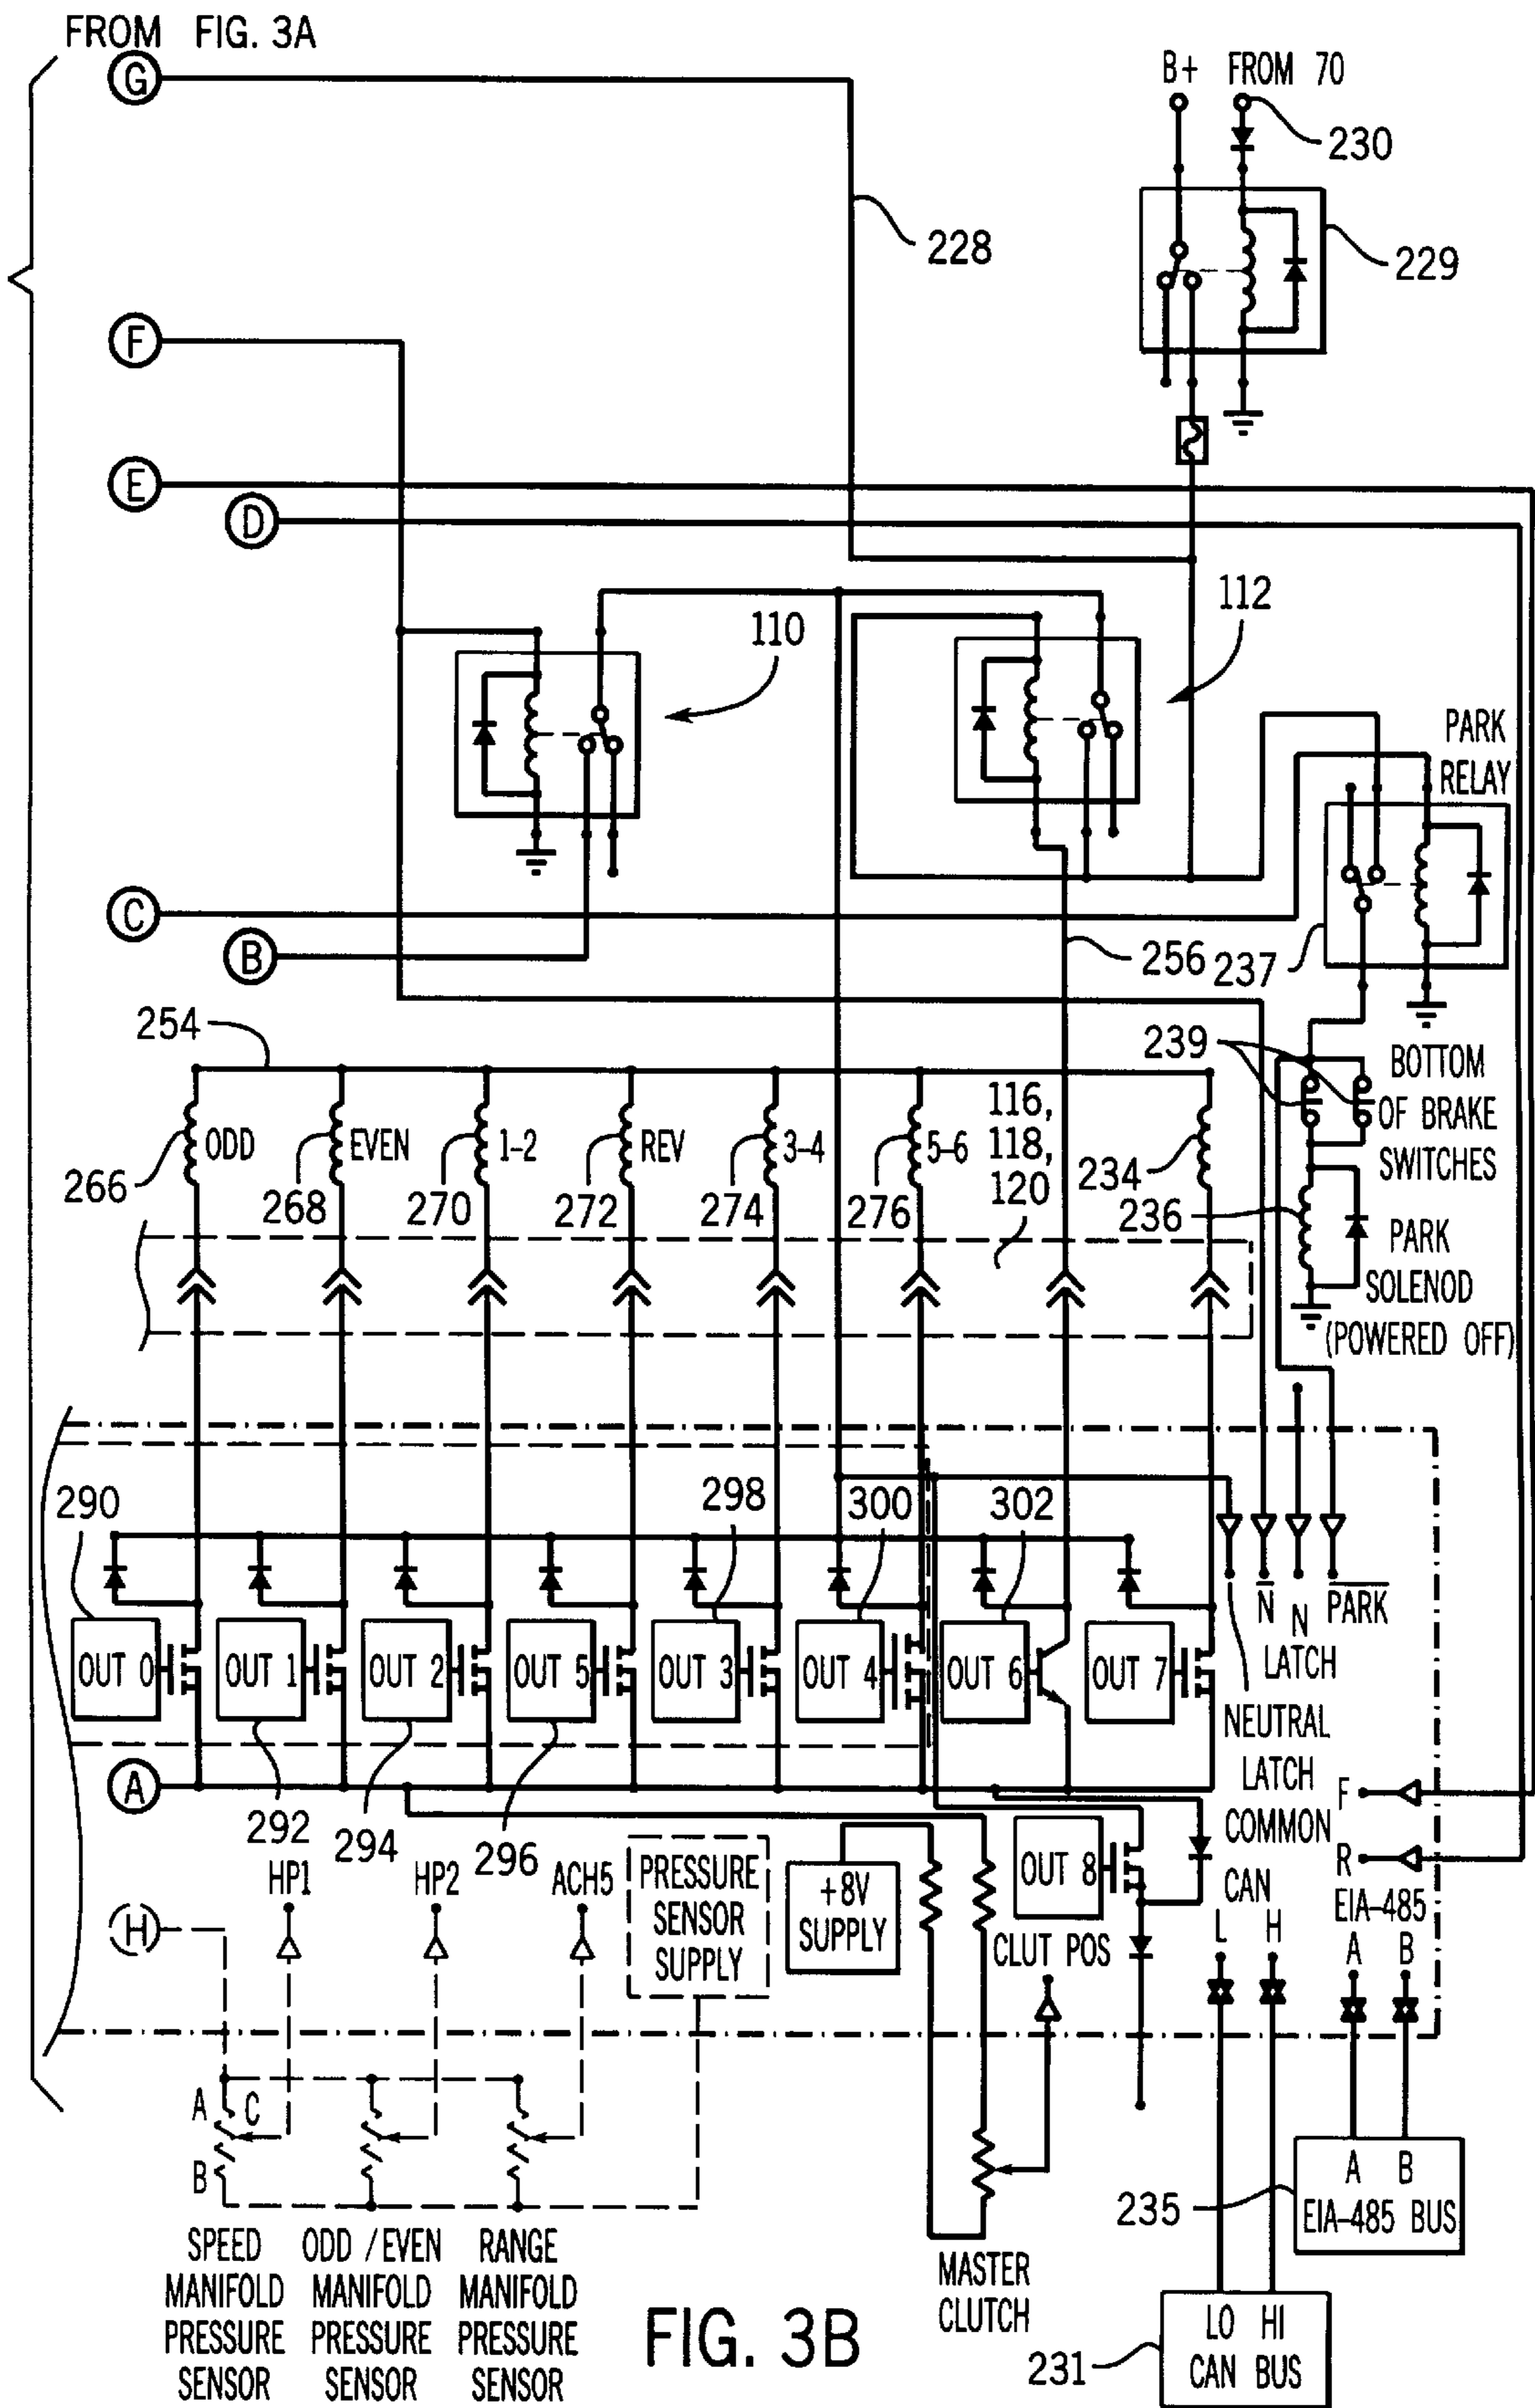 FROM FIG. 3A
G
B+ FROM 70
230
228
229
F
E
D
112
110
PARK
RELAY
C
B
256
237
254
239
BOTTOM
OF BRAKE
SWITCHES
266
ODD
268
EVEN
270
1-2
272
REV
274
3-4
276
5-6
116,
118,
120
234
236
PARK
SOLENOD
(POWERED OFF)
290
298
300
302
N̅
N
P̅A̅R̅K̅
LATCH
OUT 0
OUT 1
OUT 2
OUT 5
OUT 3
OUT 4
OUT 6
OUT 7
NEUTRAL
LATCH
COMMON
A
292
294
296
F
R
HP1
HP2
ACH5
PRESSURE
SENSOR
SUPPLY
+8V
SUPPLY
OUT 8
CAN
L H
EIA-485
A B
(H)
CLUT POS
A C
B
A B
EIA-485 BUS
235
SPEED
MANIFOLD
PRESSURE
SENSOR
ODD / EVEN
MANIFOLD
PRESSURE
SENSOR
RANGE
MANIFOLD
PRESSURE
SENSOR
MASTER
CLUTCH
FIG. 3B
LO HI
CAN BUS
231